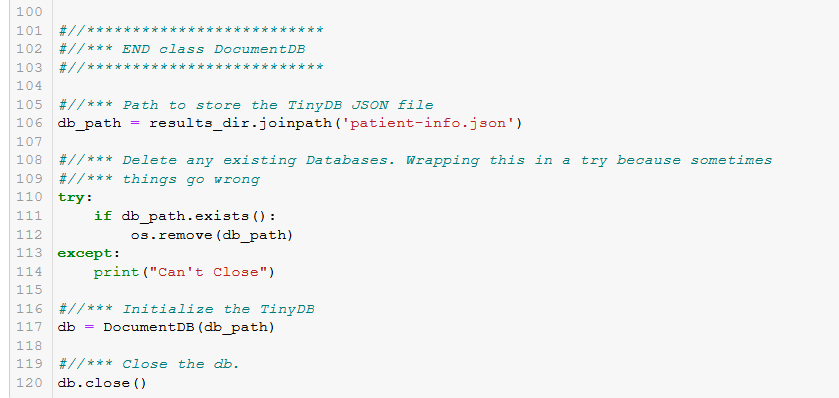 100
101 #//**************************
102 #//*** END class DocumentDB
103 #//**************************
104
105 #//*** Path to store the TinyDB JSON file
106 db_path = results_dir.joinpath('patient-info.json')
107
108 #//*** Delete any existing Databases. Wrapping this in a try because sometimes
109 #//*** things go wrong
110 try:
111     if db_path.exists():
112         os.remove(db_path)
113 except:
114     print("Can't Close")
115
116 #//*** Initialize the TinyDB
117 db = DocumentDB(db_path)
118
119 #//*** Close the db.
120 db.close()